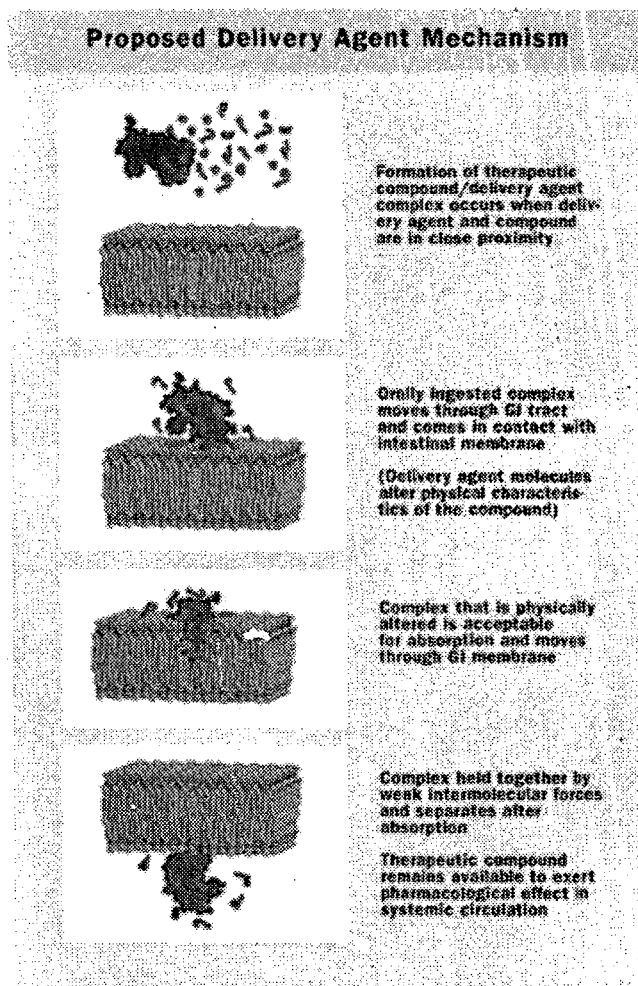 Proposed Delivery Agent Mechanism
Formation of therapeutic
compound/delivery agent
complex occurs when deliv-
ery agent and compound
are in close proximity
Orally ingested complex
moves through GI tract
and comes in contact with
intestinal membrane
(Delivery agent molecules
alter physical characteris-
tics of the compound)
Complex that is physically
altered is acceptable
for absorption and moves
through GI membrane
Complex held together by
weak intermolecular forces
and separates after
absorption
Therapeutic compound
remains available to exert
pharmacological effect in
systemic circulation